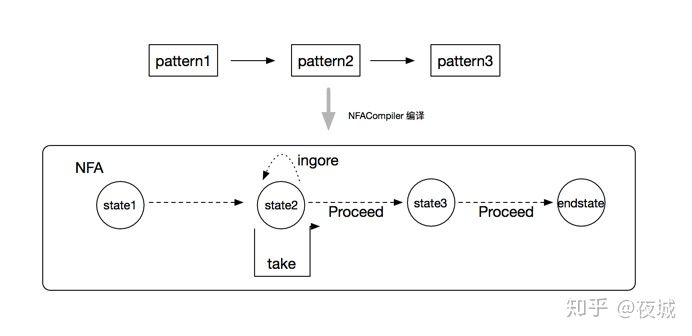 pattern1
pattern2
pattern3
NFACompiler 编译
NFA
ingore
state1
state2
state3
endstate
Proceed
Proceed
take
知乎 @夜城